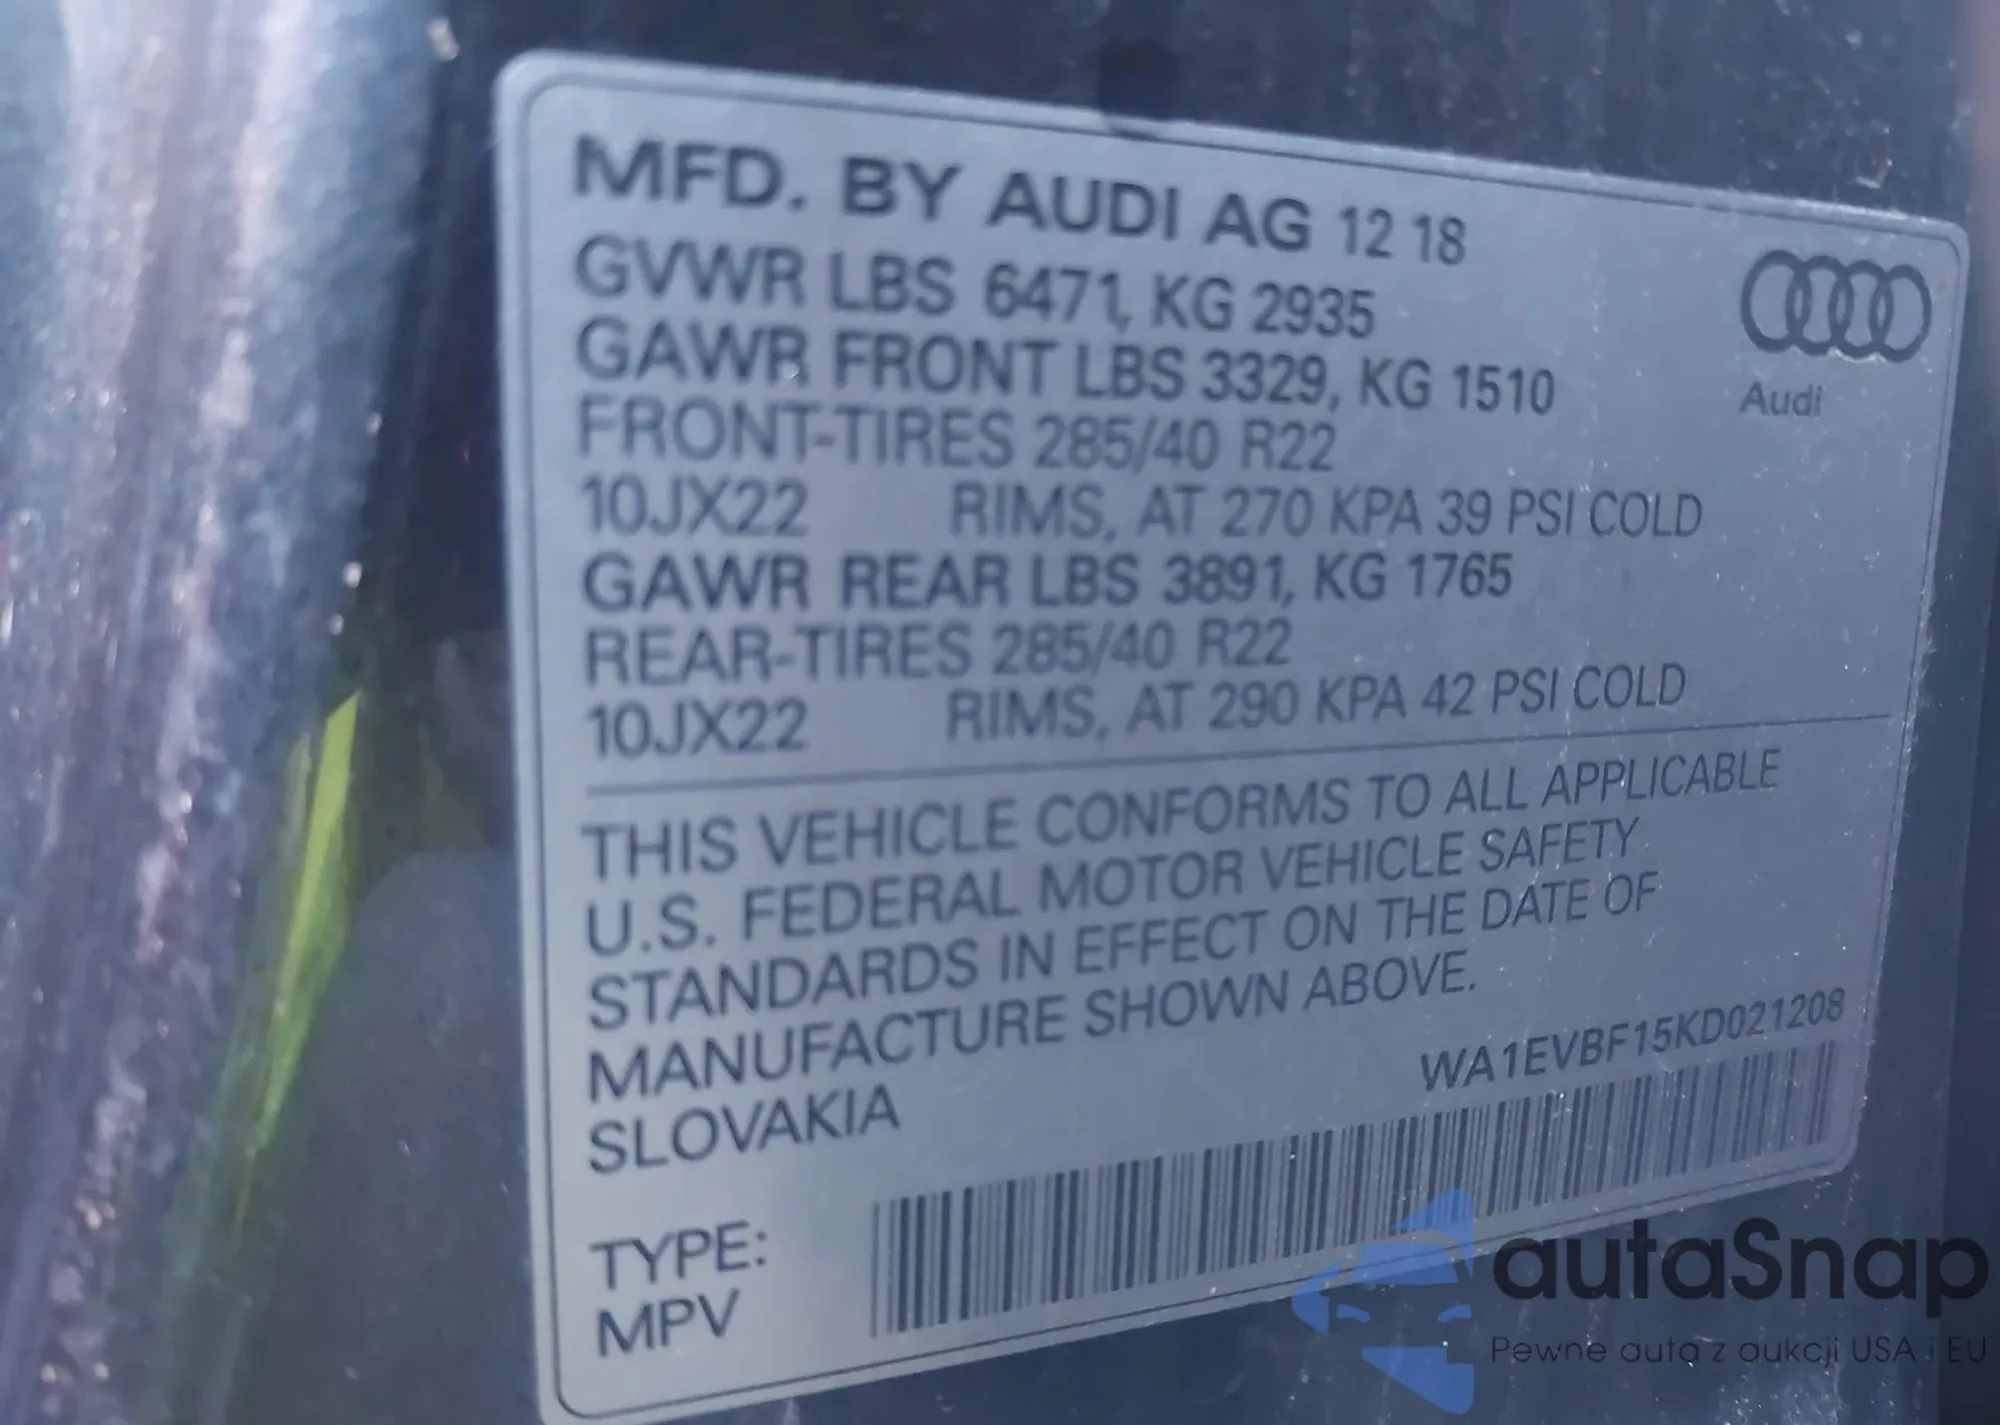 MFD. BY AUDI AG 12 18
GVWR LBS 6471, KG 2935
GAWR FRONT LBS 3329, KG 1510
Audi
FRONT-TIRES 285/40 R22
10JX22 RIMS, AT 270 KPA 39 PSI COLD
GAWR REAR LBS 3891, KG 1765
REAR-TIRES 285/40 R22
10JX22 RIMS, AT 290 KPA 42 PSI COLD
THIS VEHICLE CONFORMS TO ALL APPLICABLE
U.S. FEDERAL MOTOR VEHICLE SAFETY
STANDARDS IN EFFECT ON THE DATE OF
MANUFACTURE SHOWN ABOVE.
SLOVAKIA
WA1EVBF15KD021208
TYPE:
MPV
autaSnap
Pewne auta z aukcji USA i EU